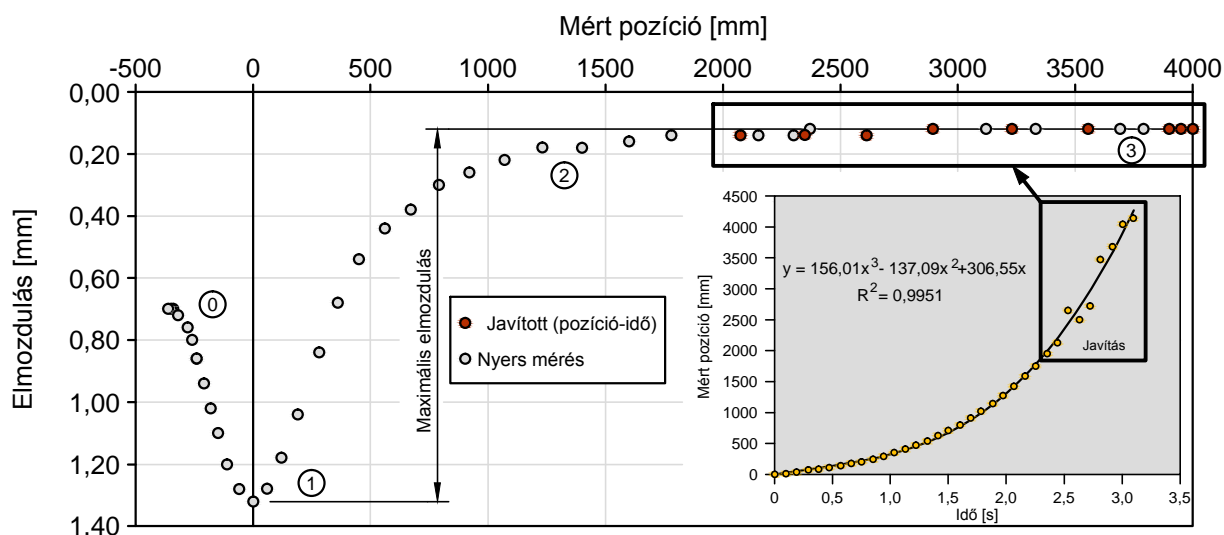 Mért pozíció [mm]
-500 0 500 1000 1500 2000 2500 3000 3500 4000
0,00
0,20
0,40
0,60
0,80
1,00
1,20
1,40
Elmozdulás [mm]
0
1
2
3
Maximális elmozdulás
Javított (pozíció-idő)
Nyers mérés
4500
4000
3500
3000
2500
2000
1500
1000
500
0
Mért pozíció [mm]
y = 156,01x³- 137,09x²+306,55x
R²= 0,9951
Javítás
0 0,5 1,0 1,5 2,0 2,5 3,0 3,5
Idő [s]